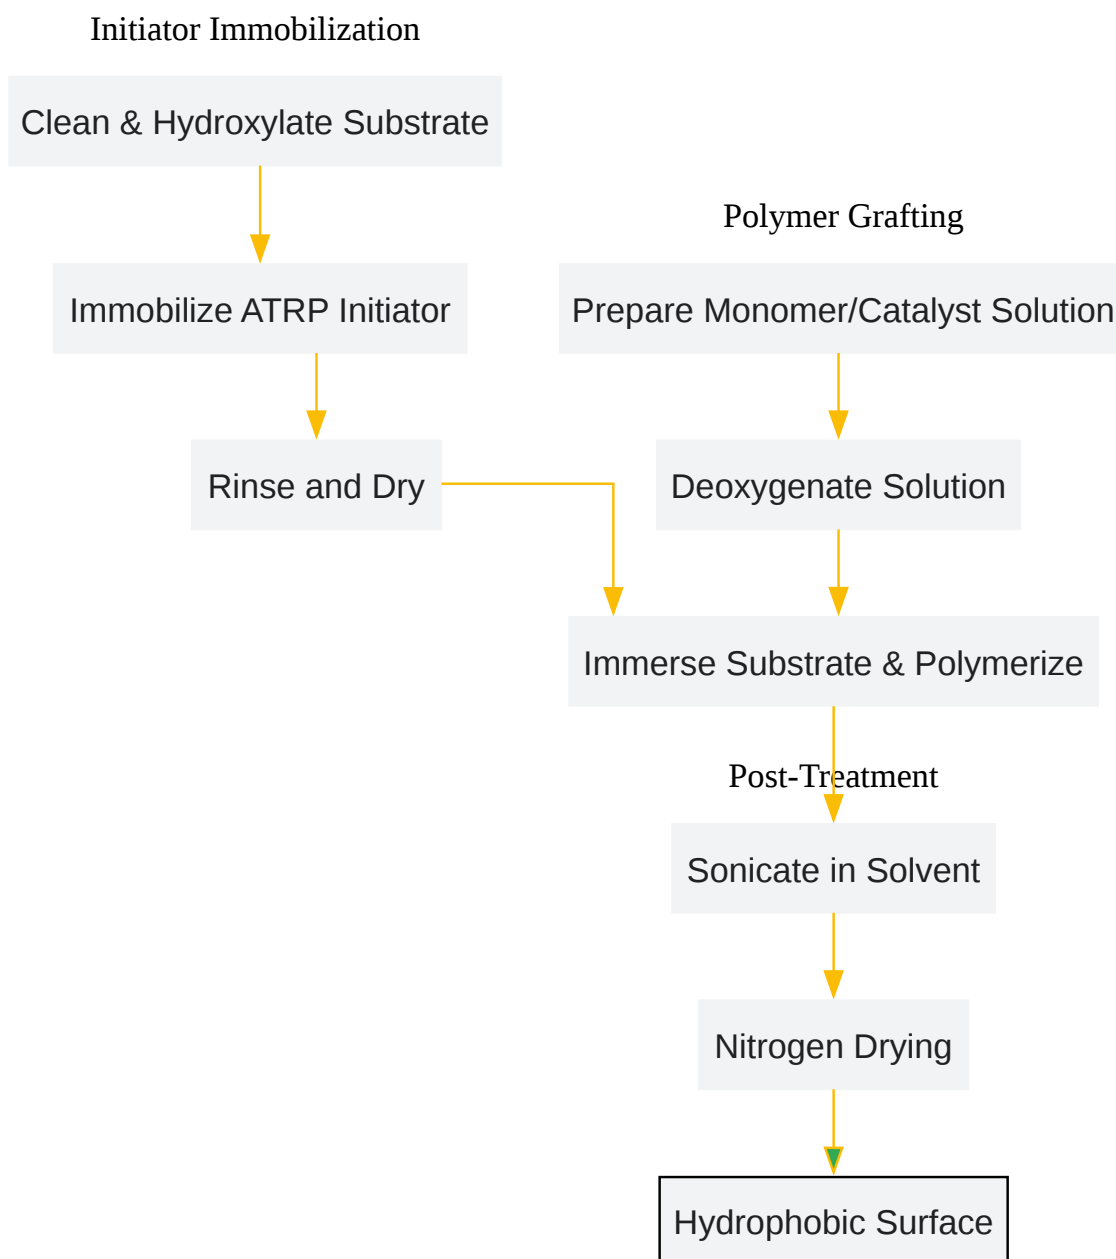 Initiator Immobilization
Clean & Hydroxylate Substrate
Immobilize ATRP Initiator
Rinse and Dry
Polymer Grafting
Prepare Monomer/Catalyst Solution
Deoxygenate Solution
Immerse Substrate & Polymerize
Post-Treatment
Sonicate in Solvent
Nitrogen Drying
Hydrophobic Surface